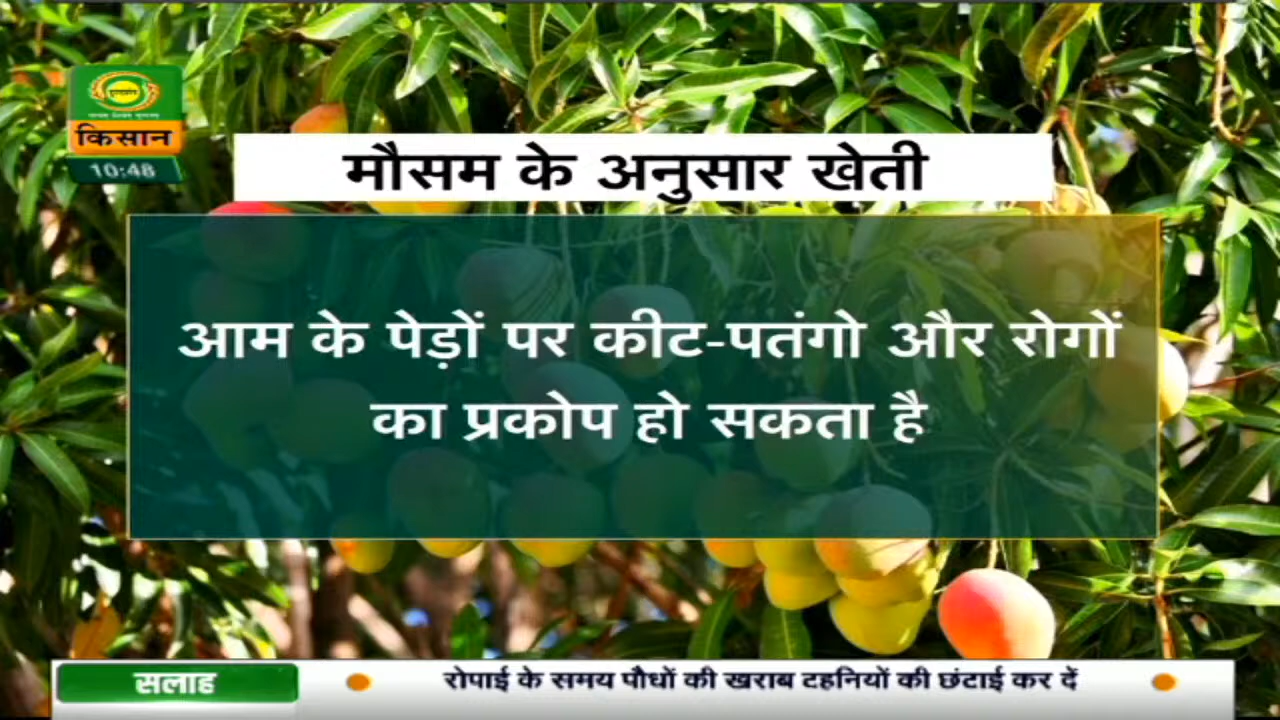 किसान
10:48
मौसम के अनुसार खेती
आम के पेड़ों पर कीट-पतंगो और रोगों
का प्रकोप हो सकता है
सलाह
रोपाई के समय पौधों की खराब टहनियों की छंटाई कर दें